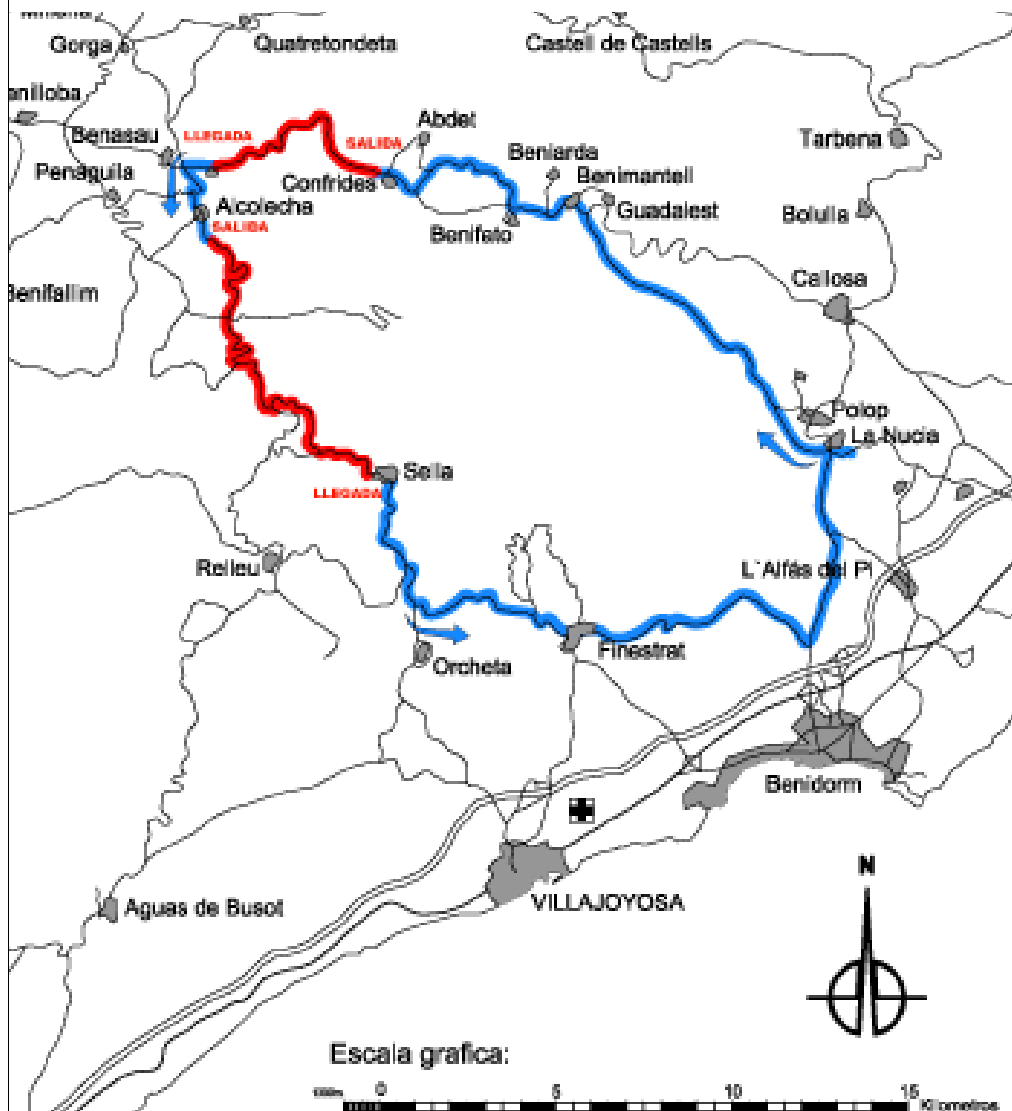 Gorga
Quatretondeta
Castell de Castells
Abdet
Tarbena
LLEGADA
SALIDA
Benasau
Beniarda
Benimantell
Penaguila
Confrides
Guadalest
Bolulla
Alcolecha
Benifato
SALIDA
Benifallim
Callosa
Polop
La Nucia
Sella
LLEGADA
Relleu
L'Alfás del Pi
Finestrat
Orcheta
Benidorm
N
Aguas de Busot
VILLAJOYOSA
Escala grafica:
0 5 10 15
Kilometros